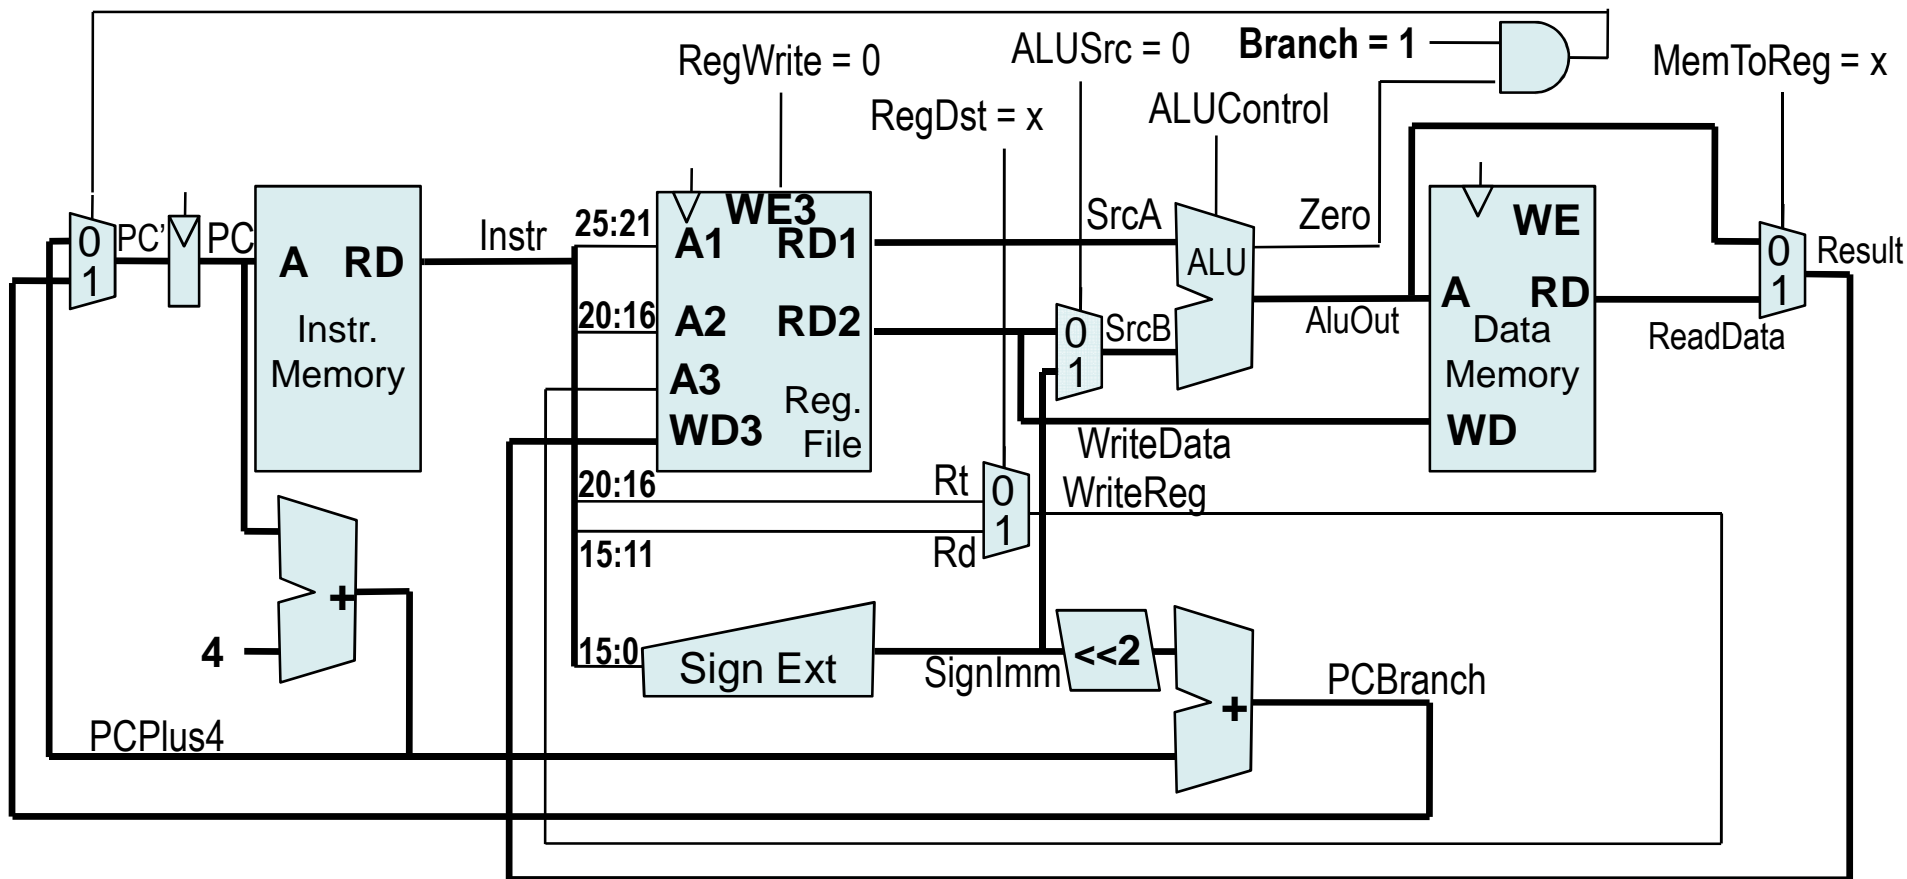 RegWrite = 0
ALUSrc = 0
Branch = 1
MemToReg = x
RegDst = x
ALUControl
0
1
PC'
PC
A RD
Instr.
Memory
Instr
25:21
20:16
WE3
A1 RD1
A2 RD2
A3
WD3
Reg.
File
SrcA
0
1
SrcB
ALU
Zero
AluOut
WE
A RD
Data
Memory
WD
0
1
Result
ReadData
WriteData
WriteReg
20:16
Rt
0
1
15:11
Rd
+
4
15:0
Sign Ext
SignImm
<<2
+
PCBranch
PCPlus4